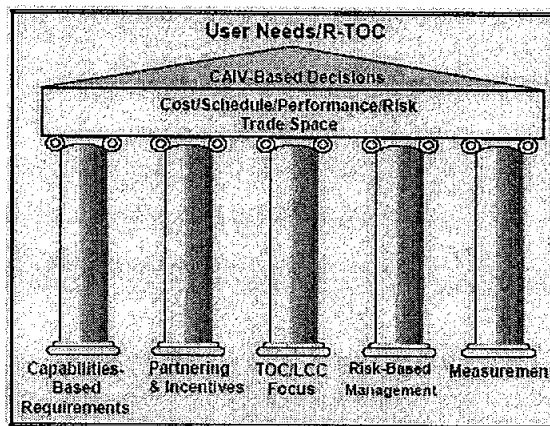 User Needs/R-TOC
CAIV-Based Decisions
Cost/Schedule/Performance/Risk
Trade Space
Capabilities-
Based
Requirements
Partnering
& Incentives
TOC/LCC
Focus
Risk-Based
Management
Measuremen